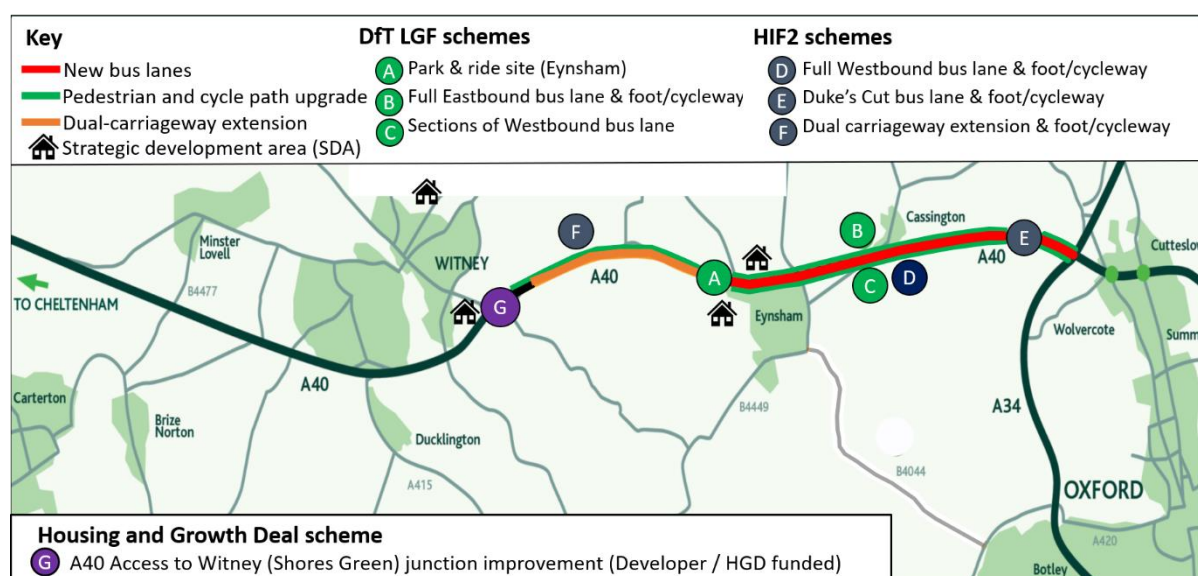 Key
New bus lanes
Pedestrian and cycle path upgrade
Dual-carriageway extension
Strategic development area (SDA)
DfT LGF schemes
A Park & ride site (Eynsham)
B Full Eastbound bus lane & foot/cycleway
C Sections of Westbound bus lane
HIF2 schemes
D Full Westbound bus lane & foot/cycleway
E Duke's Cut bus lane & foot/cycleway
F Dual carriageway extension & foot/cycleway
Minster
Lovell
WITNEY
F
B
Cassington
E
A40
Cutteslow
B4477
A40
A
C
D
TO CHELTENHAM
G
Eynsham
Wolvercote
Summ
A40
Carterton
Brize
Norton
Ducklington
A415
B4449
A34
B4044
OXFORD
A420
Botley
Housing and Growth Deal scheme
G A40 Access to Witney (Shores Green) junction improvement (Developer / HGD funded)